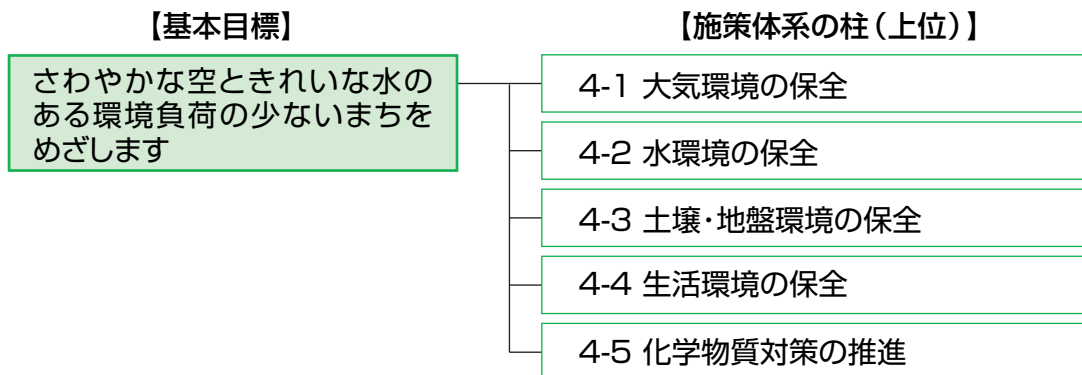 【基本目標】
【施策体系の柱(上位)】
さわやかな空ときれいな水の
ある環境負荷の少ないまちを
めざします
4-1 大気環境の保全
4-2 水環境の保全
4-3 土壌・地盤環境の保全
4-4 生活環境の保全
4-5 化学物質対策の推進